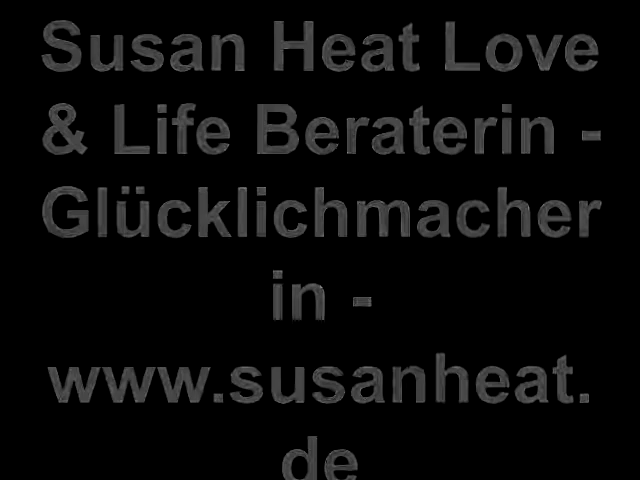 Susan Heat Love
& Life Beraterin -
Glücklichmacher
in -
www.susanheat.
de